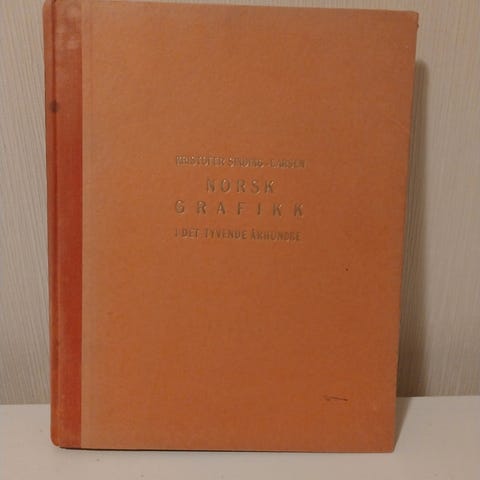 KRISTOFER SINDING-LARSEN
NORSK
GRAFIKK
I DET TYVENDE ÅRHUNDRE